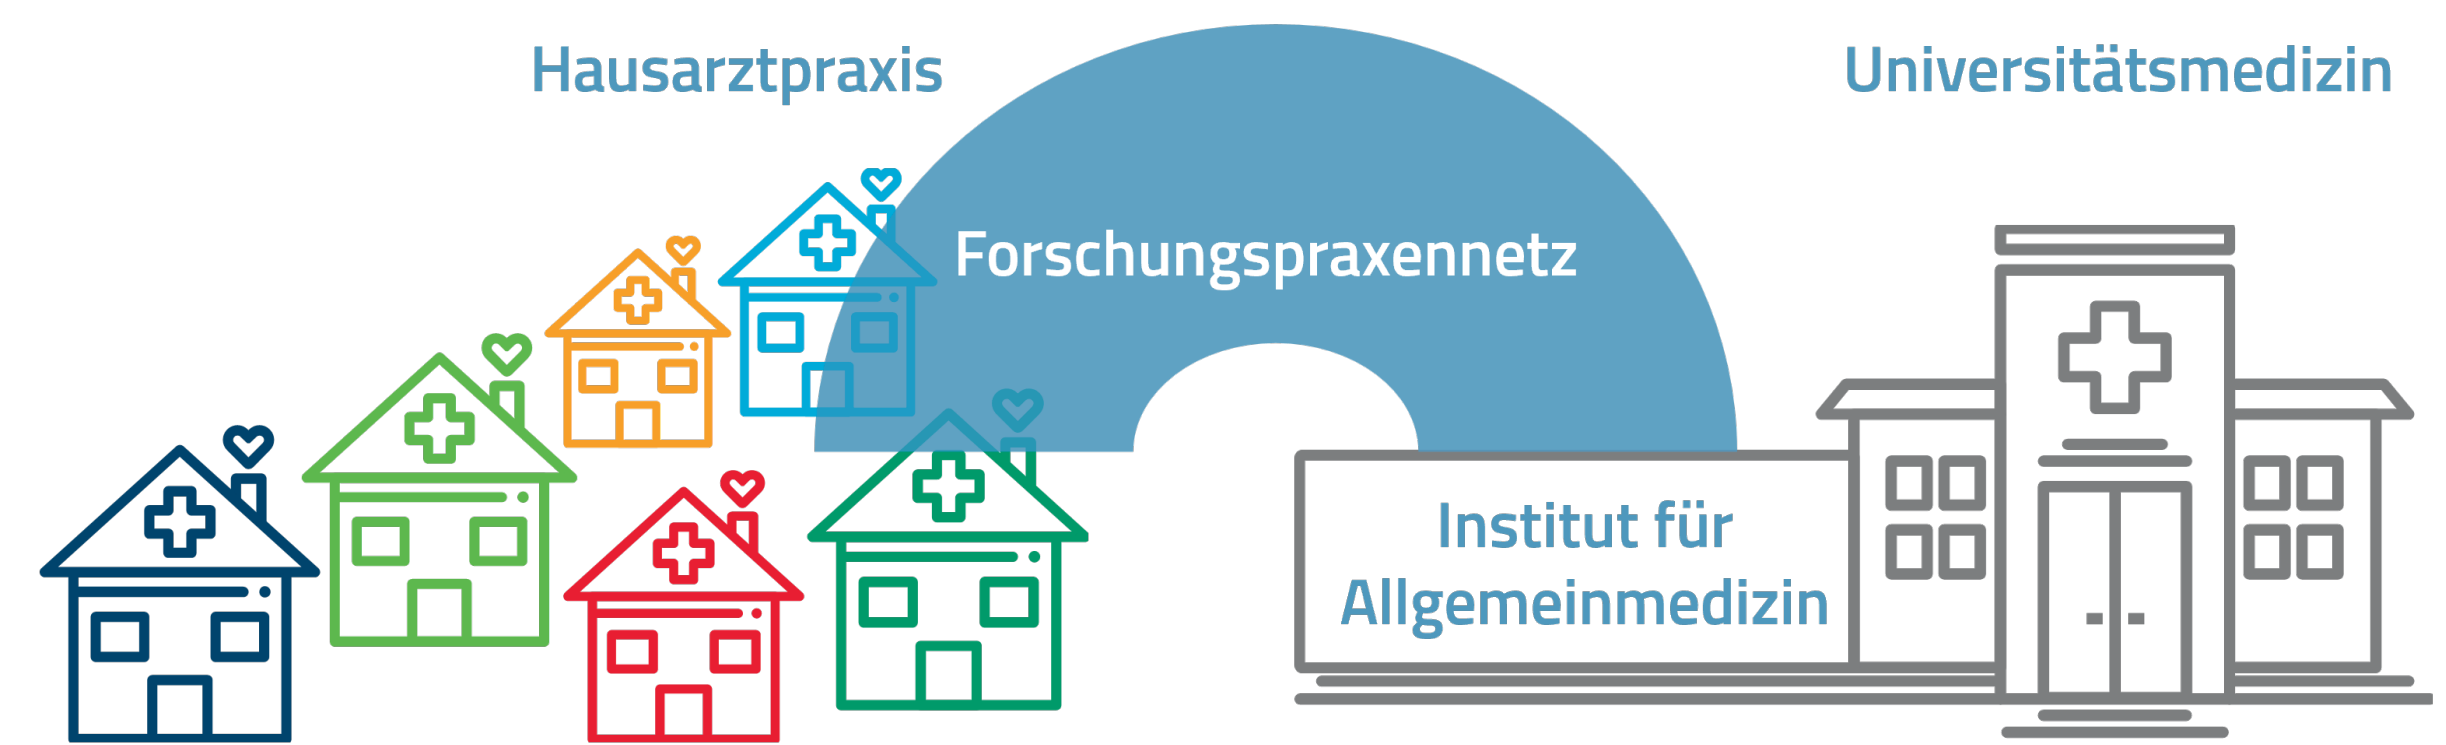 Hausarztpraxis
Universitätsmedizin
Forschungspraxennetz
Institut für
Allgemeinmedizin